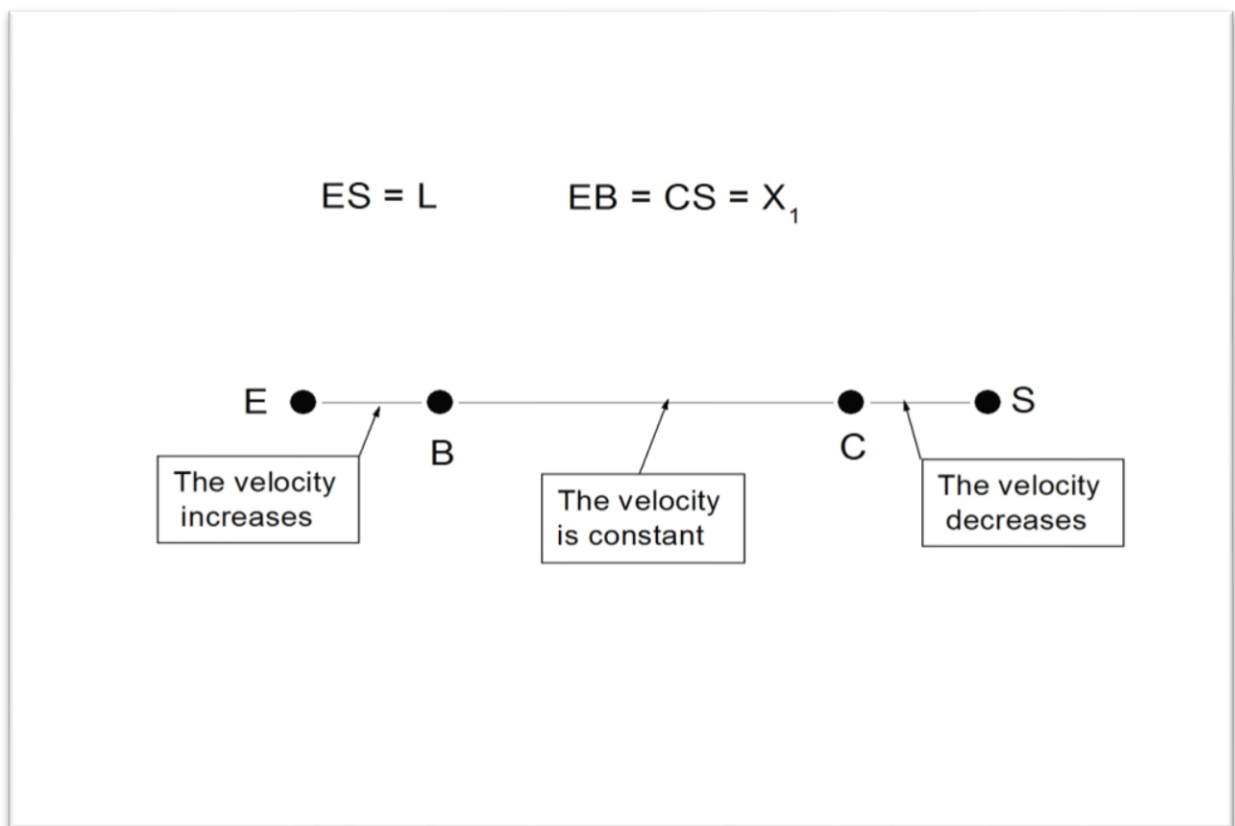 ES = L
EB = CS = X₁
E
S
B
C
The velocity
increases
The velocity
is constant
The velocity
decreases